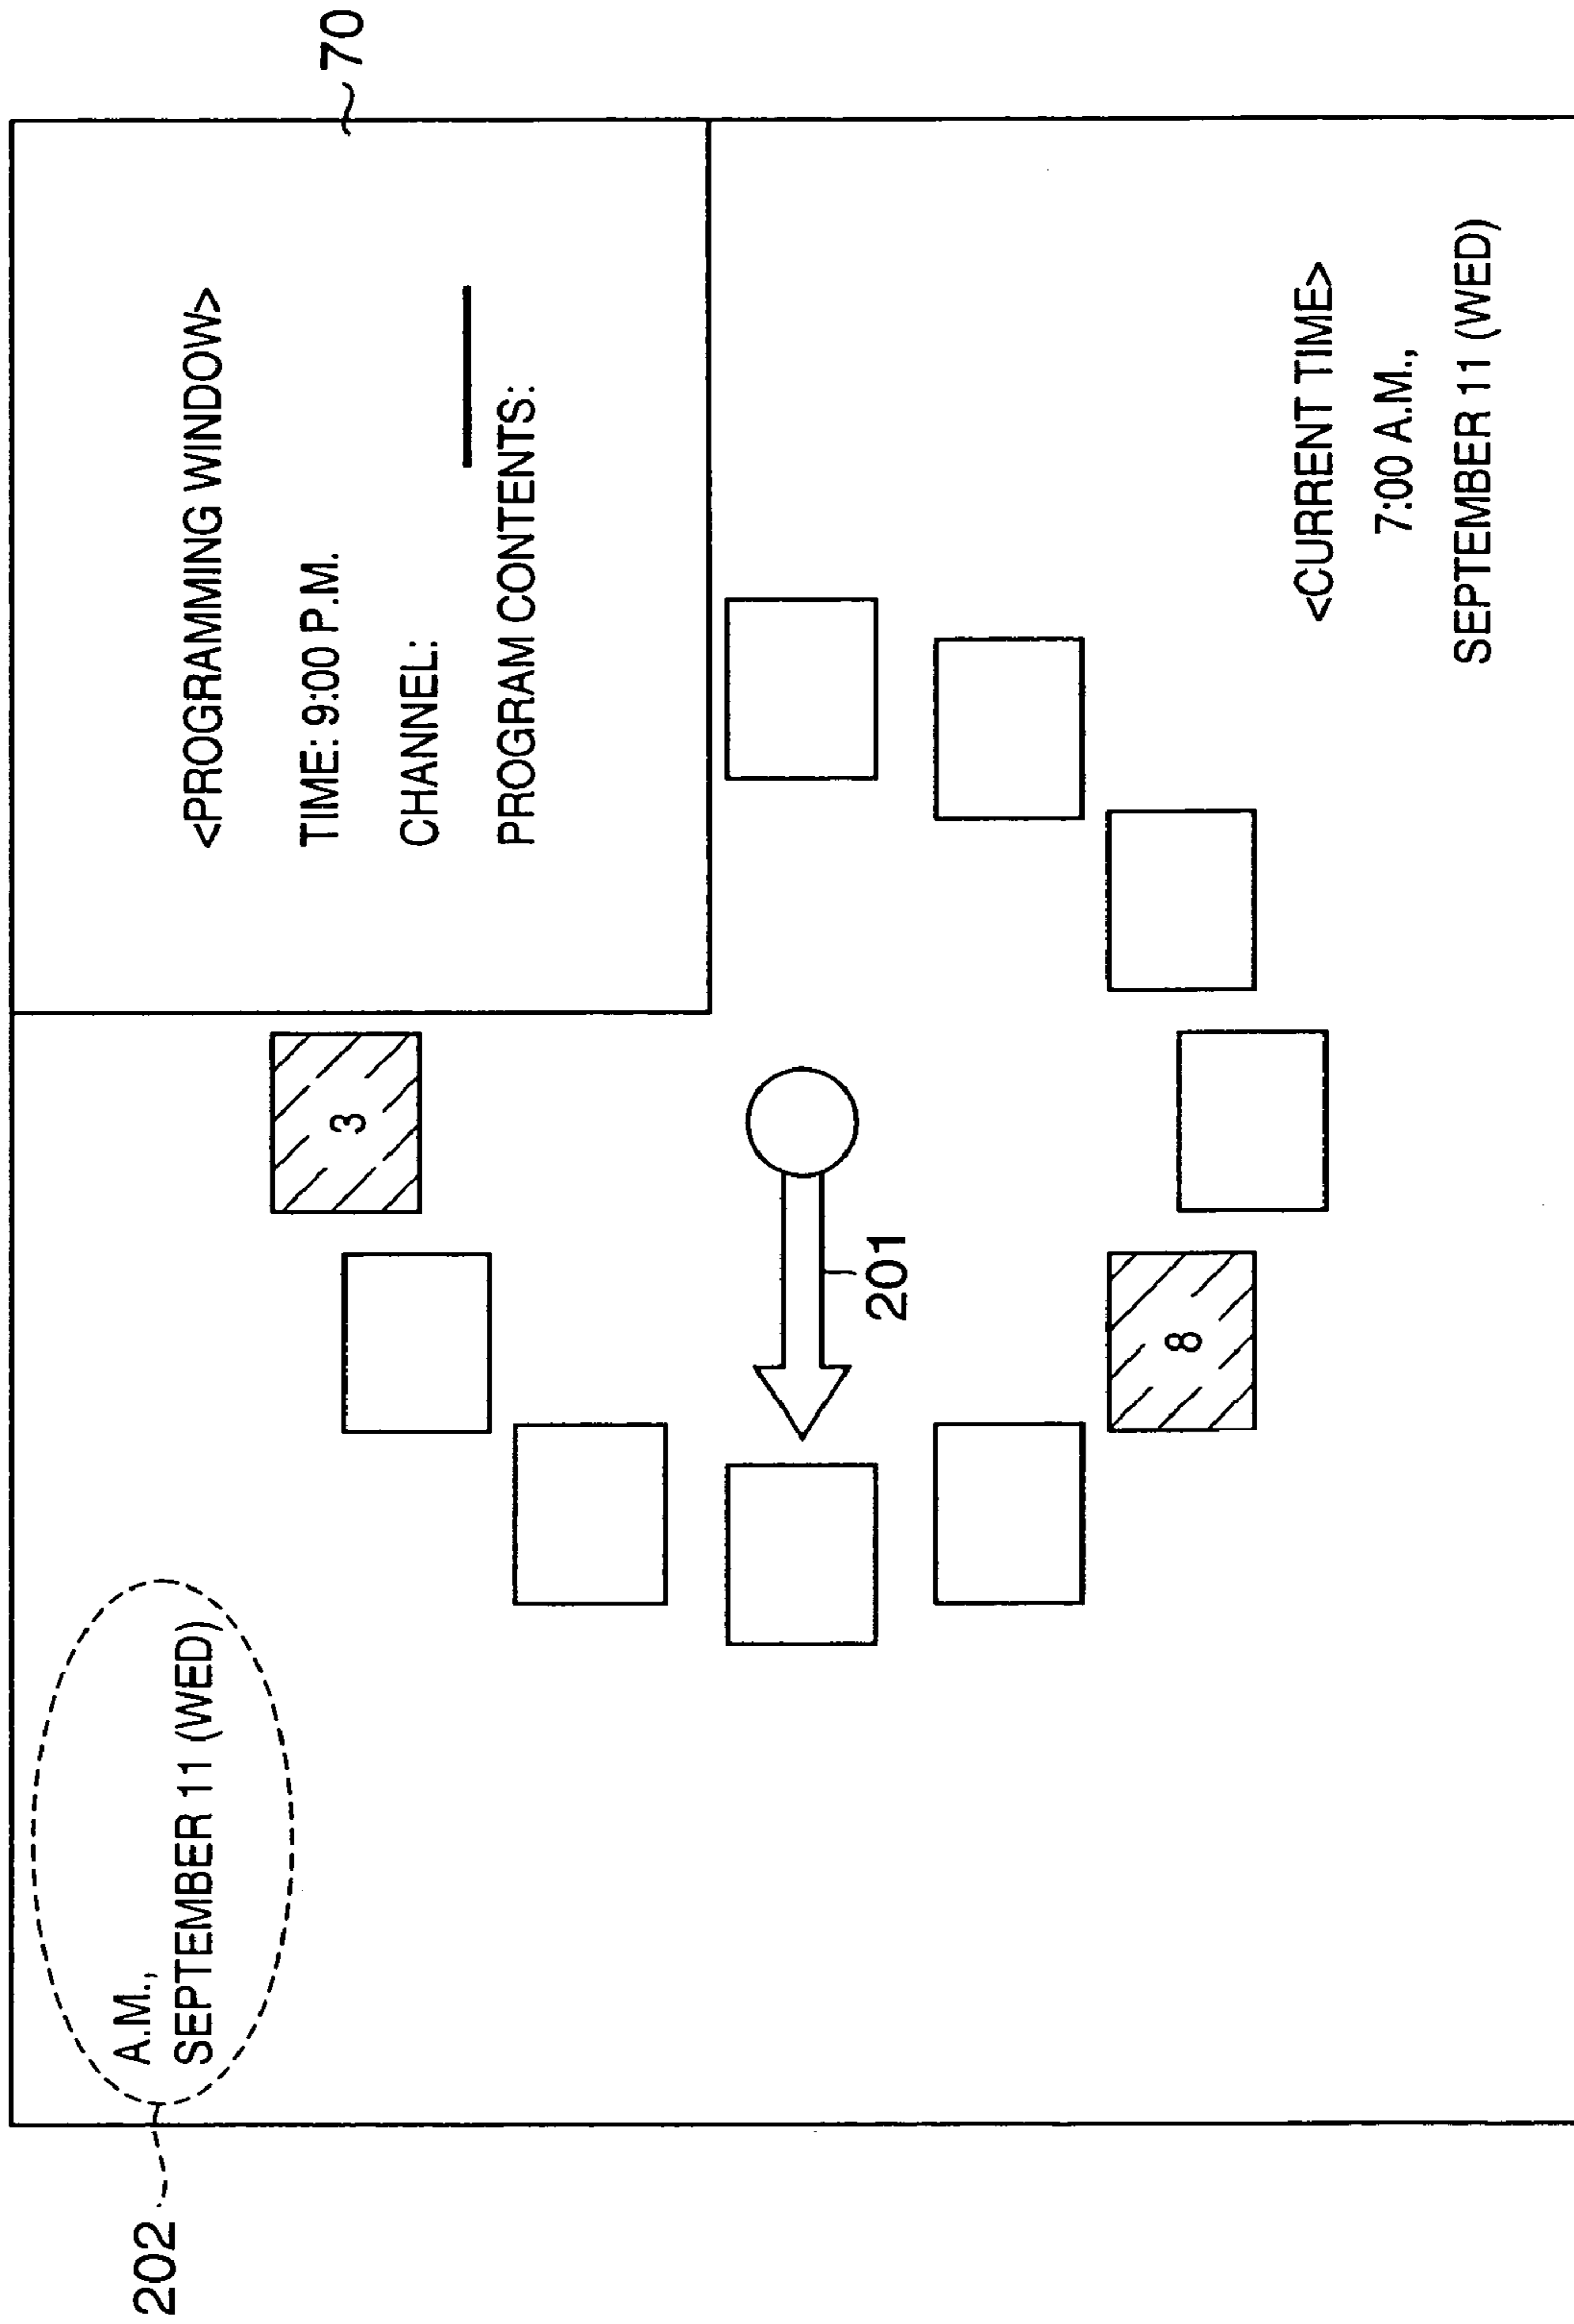 202
A.M.,
SEPTEMBER 11 (WED)
70
<PROGRAMMING WINDOW>
TIME: 9:00 P.M.
CHANNEL:
PROGRAM CONTENTS:
3
201
8
<CURRENT TIME>
7:00 A.M.,
SEPTEMBER 11 (WED)